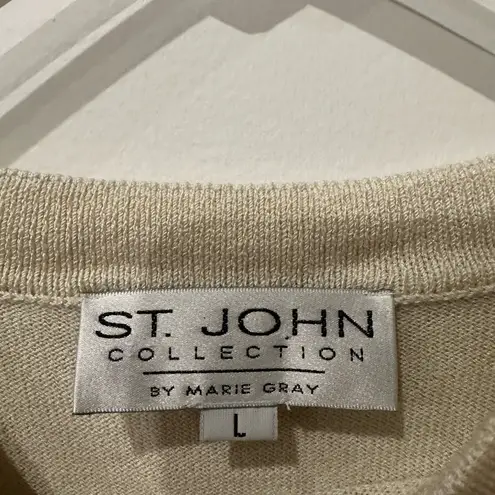 ST. JOHN
COLLECTION
BY MARIE GRAY
L